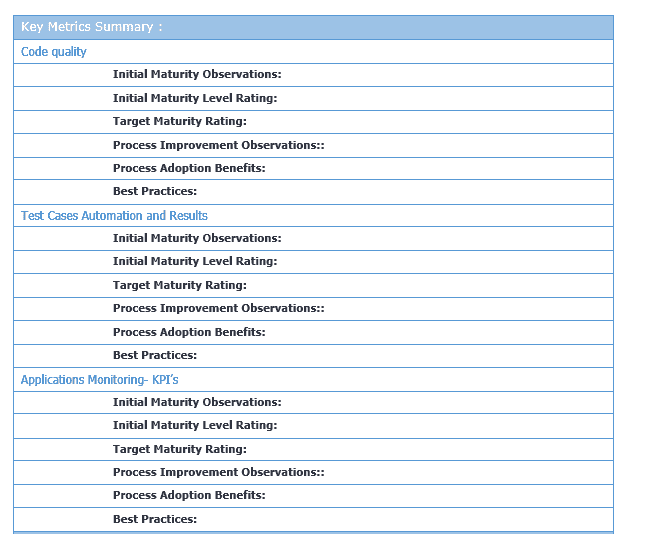 Key Metrics Summary :
Code quality
Initial Maturity Observations:
Initial Maturity Level Rating:
Target Maturity Rating:
Process Improvement Observations::
Process Adoption Benefits:
Best Practices:
Test Cases Automation and Results
Initial Maturity Observations:
Initial Maturity Level Rating:
Target Maturity Rating:
Process Improvement Observations::
Process Adoption Benefits:
Best Practices:
Applications Monitoring- KPI’s
Initial Maturity Observations:
Initial Maturity Level Rating:
Target Maturity Rating:
Process Improvement Observations::
Process Adoption Benefits:
Best Practices: